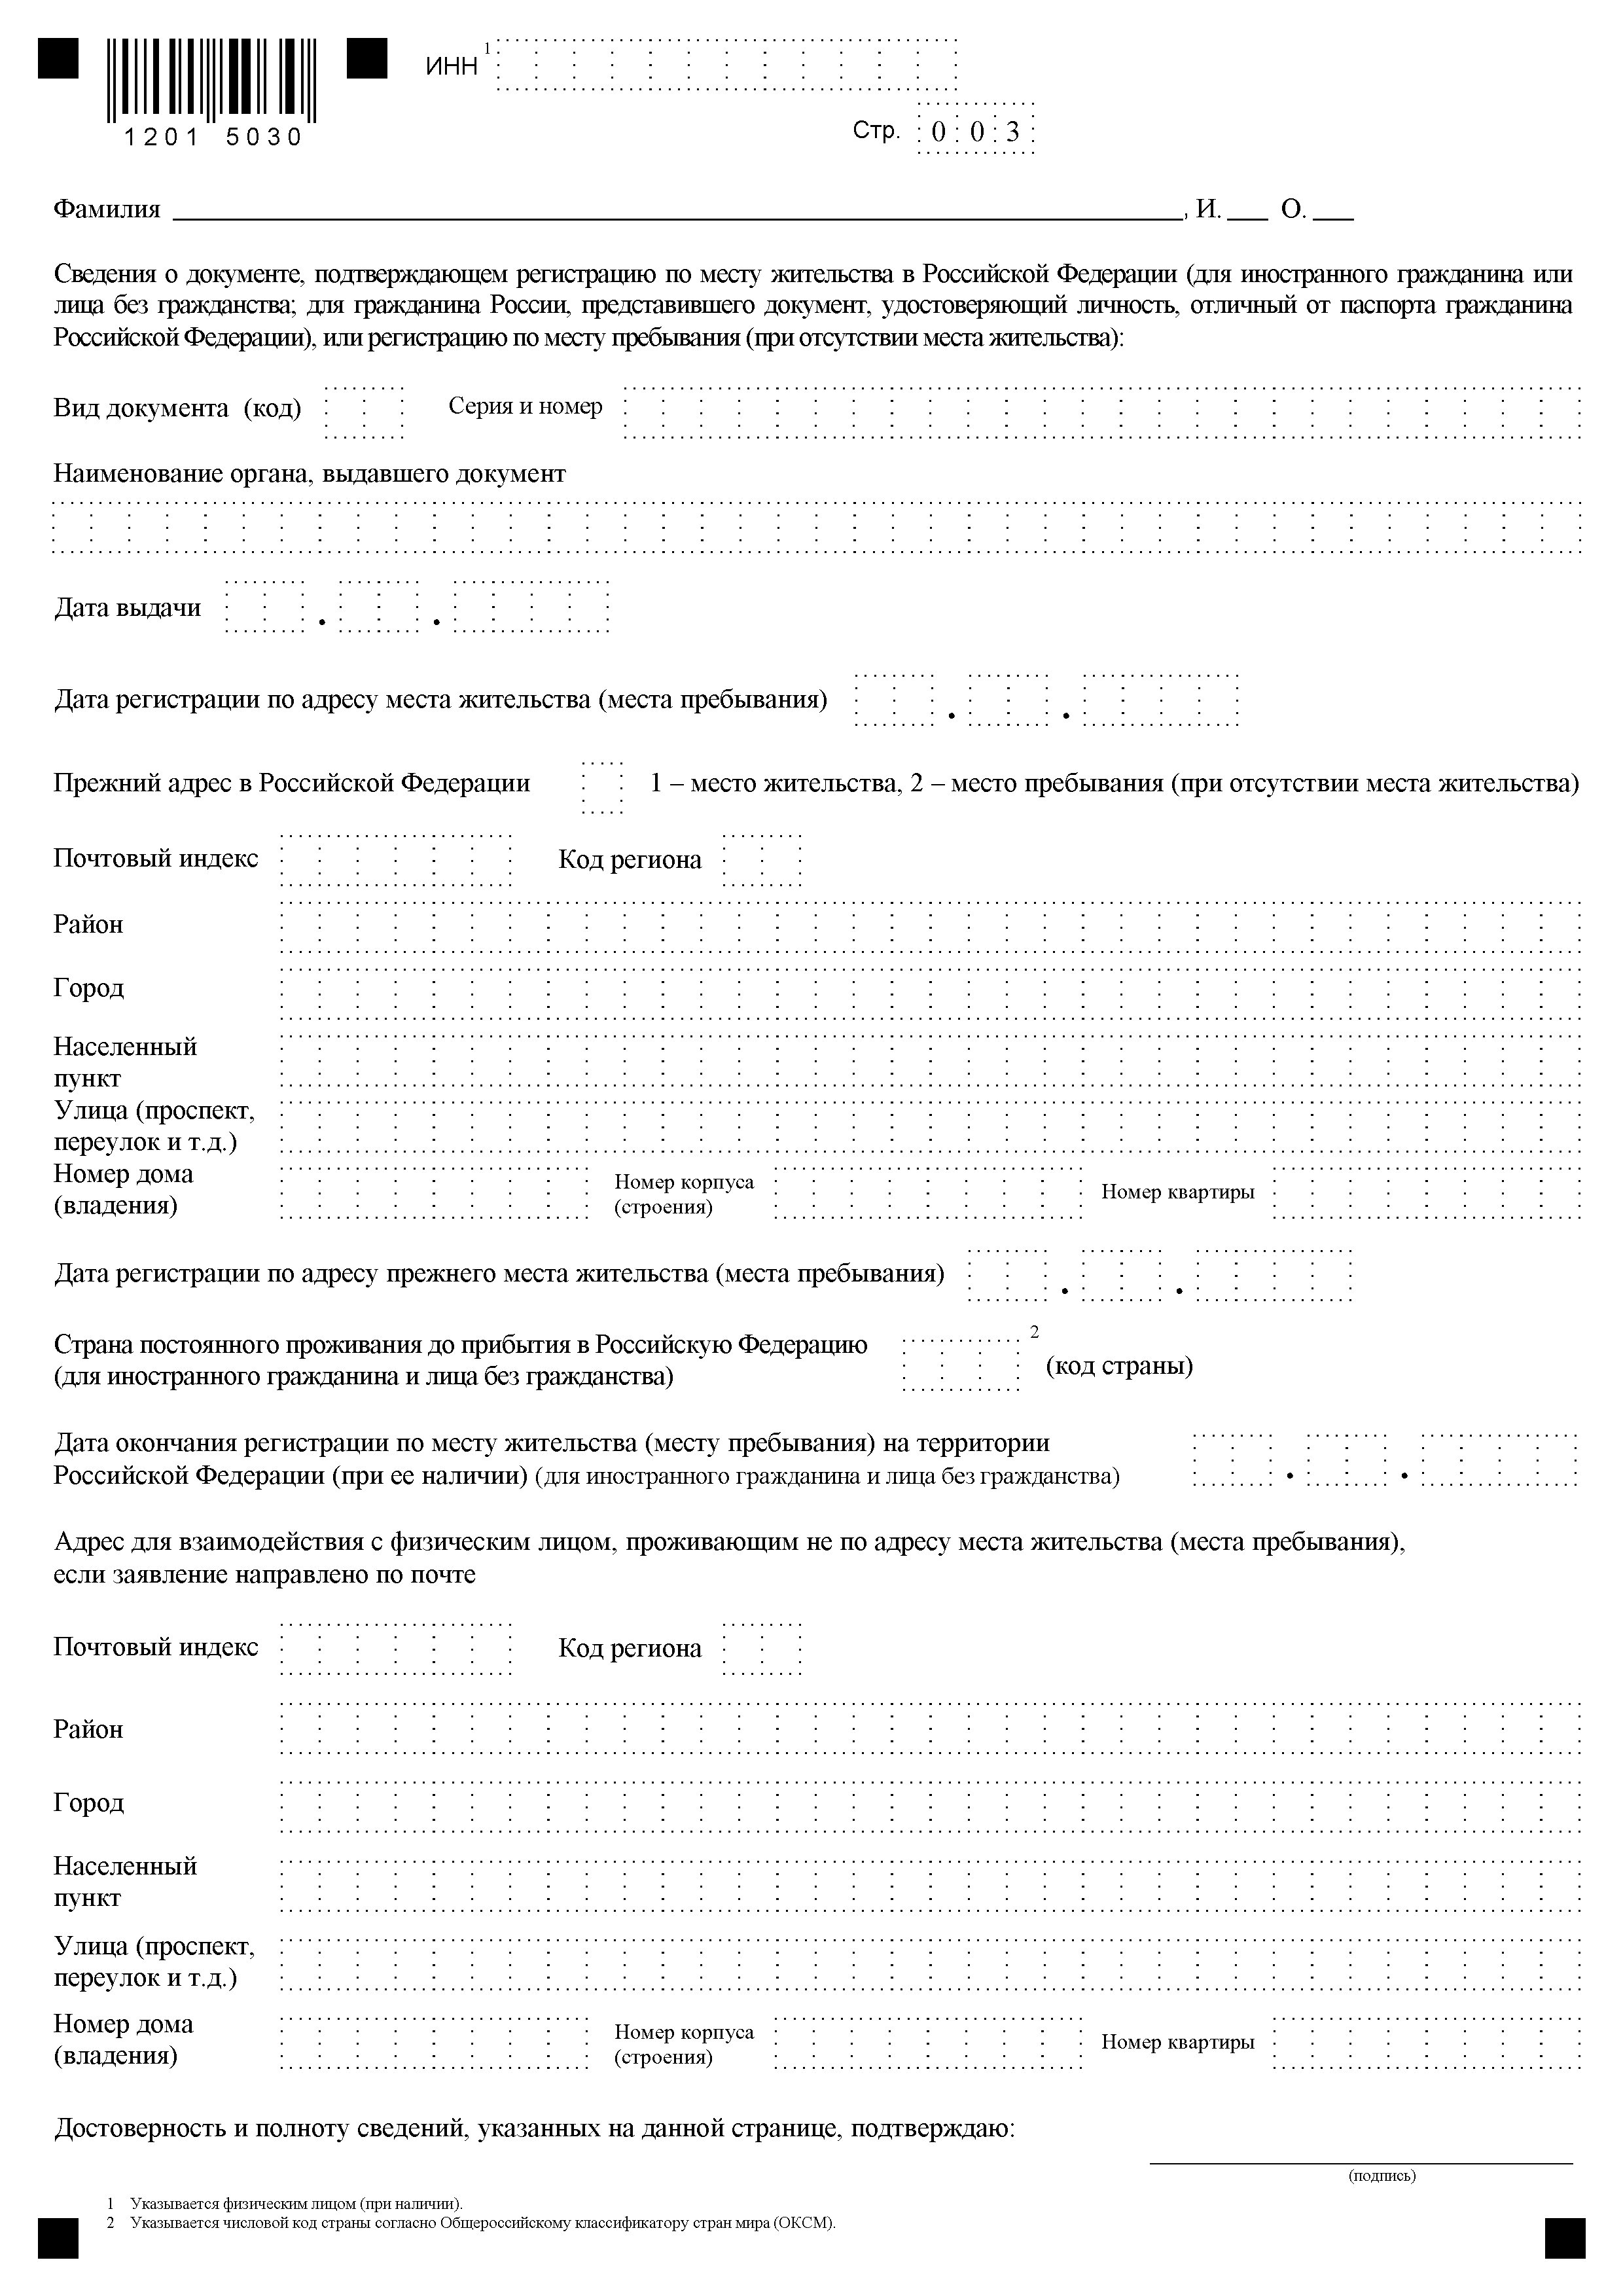 ИНН 1
1201 5030
Стр. 003
Фамилия , И. О.
Сведения о документе, подтверждающем регистрацию по месту жительства в Российской Федерации (для иностранного гражданина или
лица без гражданства; для гражданина России, представившего документ, удостоверяющий личность, отличный от паспорта гражданина
Российской Федерации), или регистрацию по месту пребывания (при отсутствии места жительства):
Вид документа (код) Серия и номер
Наименование органа, выдавшего документ
Дата выдачи . .
Дата регистрации по адресу места жительства (места пребывания) . .
Прежний адрес в Российской Федерации 1 – место жительства, 2 – место пребывания (при отсутствии места жительства)
Почтовый индекс Код региона
Район
Город
Населенный
пункт
Улица (проспект,
переулок и т.д.)
Номер дома
(владения)
Номер корпуса
(строения)
Номер квартиры
Дата регистрации по адресу прежнего места жительства (места пребывания) . .
Страна постоянного проживания до прибытия в Российскую Федерацию
(для иностранного гражданина и лица без гражданства)
2 (код страны)
Дата окончания регистрации по месту жительства (месту пребывания) на территории
Российской Федерации (при ее наличии) (для иностранного гражданина и лица без гражданства) . .
Адрес для взаимодействия с физическим лицом, проживающим не по адресу места жительства (места пребывания),
если заявление направлено по почте
Почтовый индекс Код региона
Район
Город
Населенный
пункт
Улица (проспект,
переулок и т.д.)
Номер дома
(владения)
Номер корпуса
(строения)
Номер квартиры
Достоверность и полноту сведений, указанных на данной странице, подтверждаю:
(подпись)
1 Указывается физическим лицом (при наличии).
2 Указывается числовой код страны согласно Общероссийскому классификатору стран мира (ОКСМ).